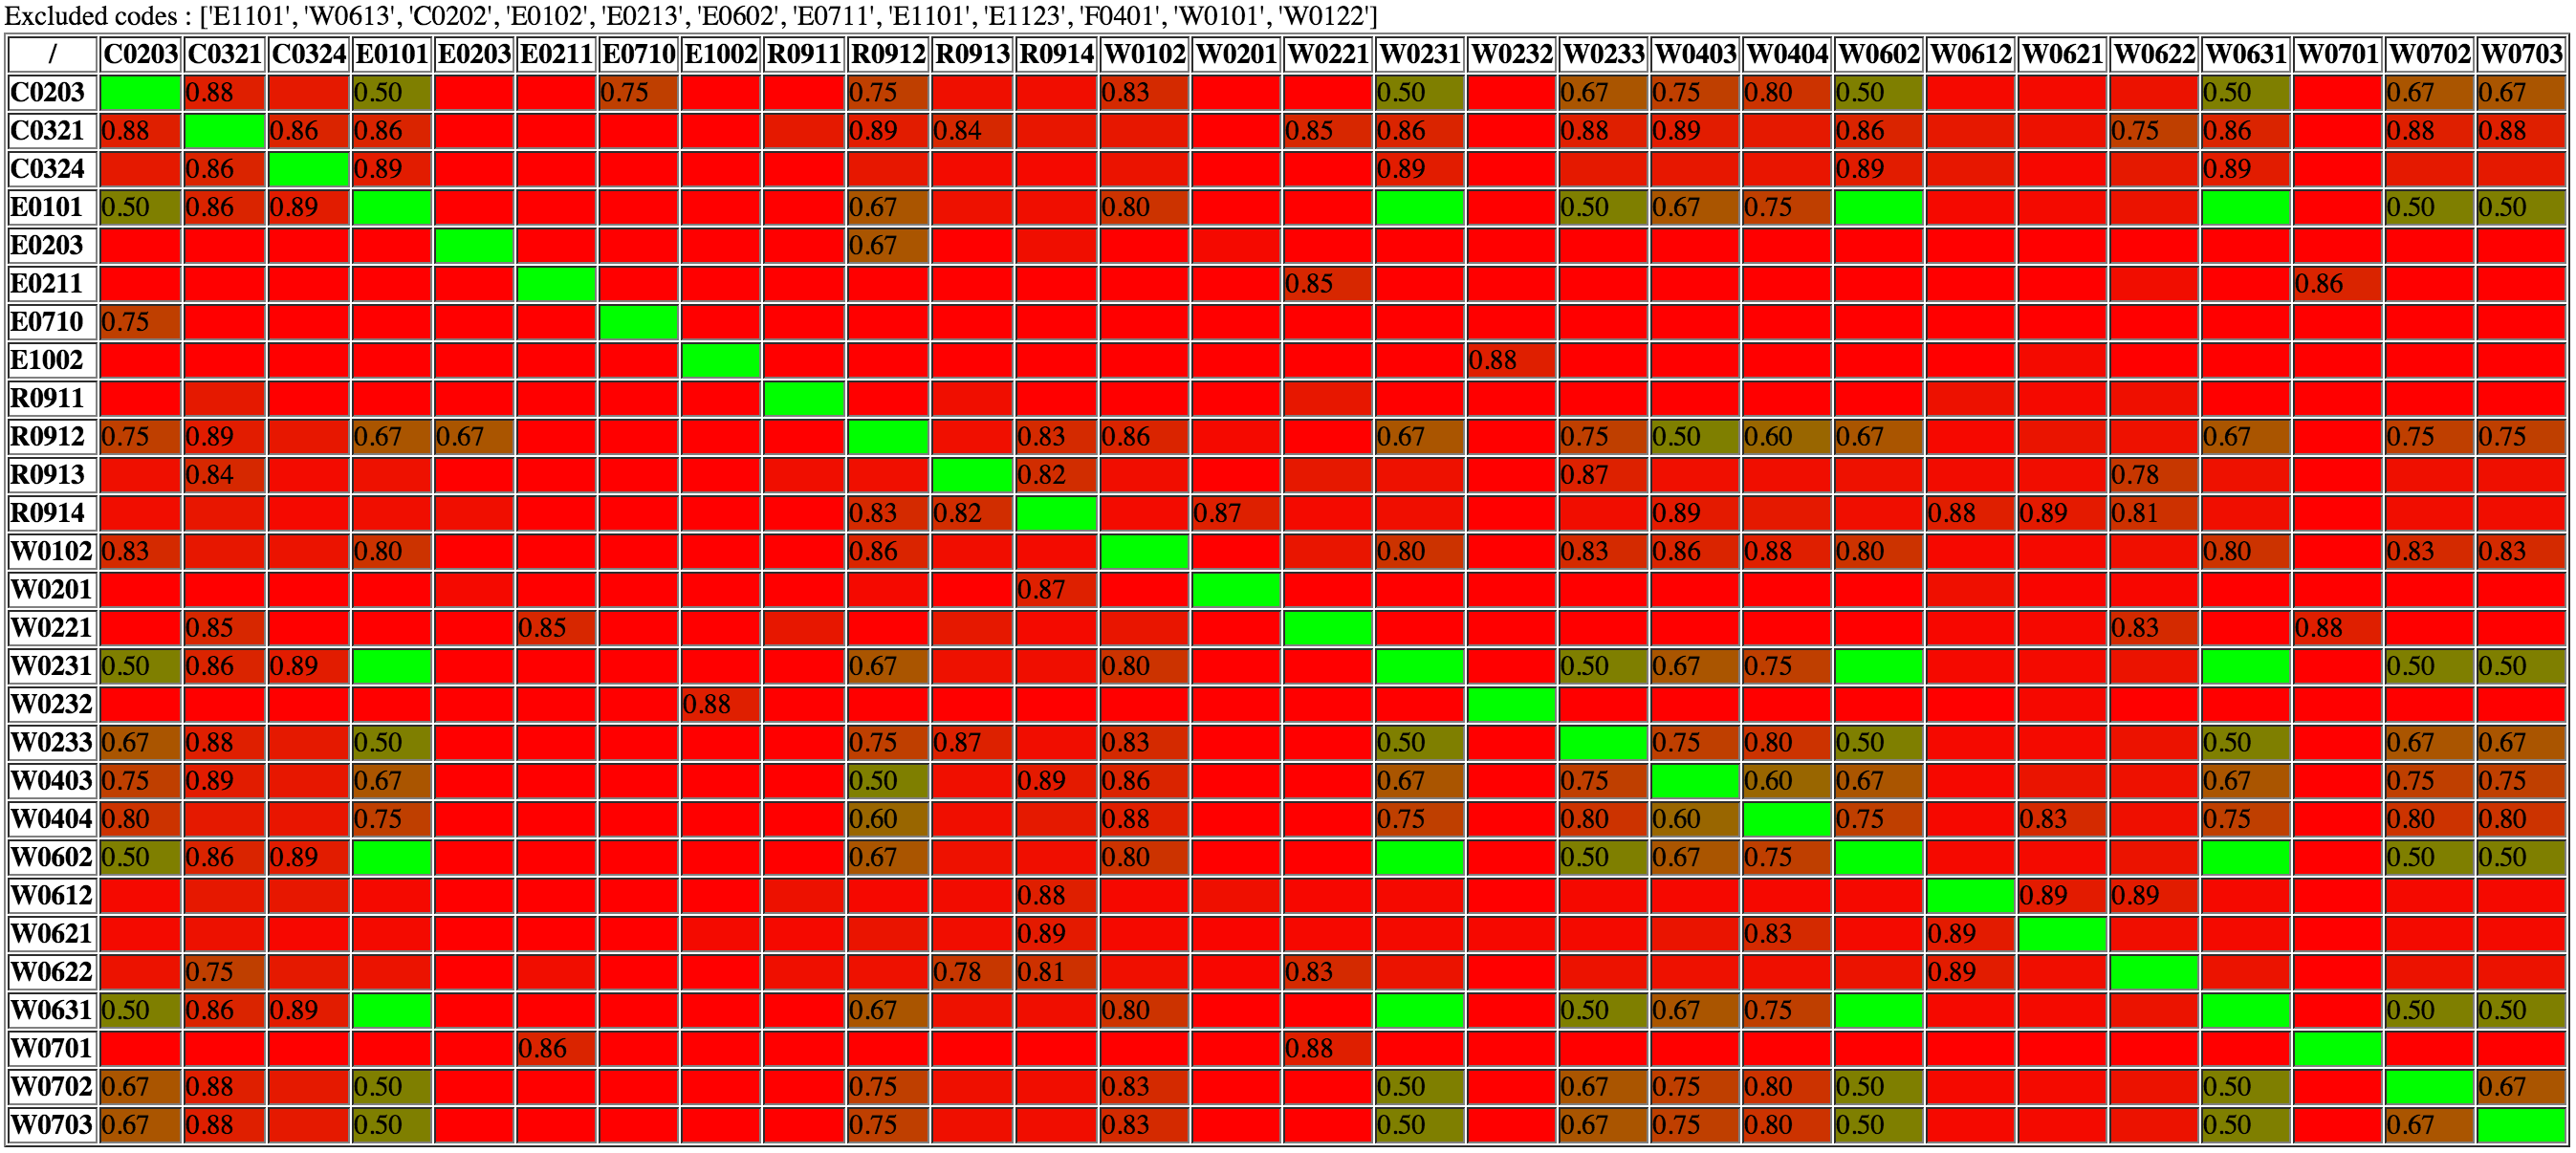 Excluded codes : ['E1101', 'W0613', 'C0202', 'E0102', 'E0213', 'E0602', 'E0711', 'E1101', 'E1123', 'F0401', 'W0101', 'W0122']
/ C0203 C0321 C0324 E0101 E0203 E0211 E0710 E1002 R0911 R0912 R0913 R0914 W0102 W0201 W0221 W0231 W0232 W0233 W0403 W0404 W0602 W0612 W0621 W0622 W0631 W0701 W0702 W0703
C0203 0.88 0.50 0.75 0.75 0.83 0.50 0.67 0.75 0.80 0.50 0.50 0.67 0.67
C0321 0.88 0.86 0.86 0.89 0.84 0.85 0.86 0.88 0.89 0.86 0.75 0.86 0.88 0.88
C0324 0.86 0.89 0.89 0.89 0.89
E0101 0.50 0.86 0.89 0.67 0.80 0.50 0.67 0.75 0.50 0.50
E0203 0.67
E0211 0.85 0.86
E0710 0.75
E1002 0.88
R0911
R0912 0.75 0.89 0.67 0.67 0.83 0.86 0.67 0.75 0.50 0.60 0.67 0.67 0.75 0.75
R0913 0.84 0.82 0.87 0.78
R0914 0.83 0.82 0.87 0.89 0.88 0.89 0.81
W0102 0.83 0.80 0.86 0.80 0.83 0.86 0.88 0.80 0.80 0.83 0.83
W0201 0.87
W0221 0.85 0.85 0.83 0.88
W0231 0.50 0.86 0.89 0.67 0.80 0.50 0.67 0.75 0.50 0.50
W0232 0.88
W0233 0.67 0.88 0.50 0.75 0.87 0.83 0.50 0.75 0.80 0.50 0.50 0.67 0.67
W0403 0.75 0.89 0.67 0.50 0.89 0.86 0.67 0.75 0.60 0.67 0.67 0.75 0.75
W0404 0.80 0.75 0.60 0.88 0.75 0.80 0.60 0.75 0.83 0.75 0.80 0.80
W0602 0.50 0.86 0.89 0.67 0.80 0.50 0.67 0.75 0.50 0.50
W0612 0.88 0.89 0.89
W0621 0.89 0.83 0.89
W0622 0.75 0.78 0.81 0.83 0.89
W0631 0.50 0.86 0.89 0.67 0.80 0.50 0.67 0.75 0.50 0.50
W0701 0.86 0.88
W0702 0.67 0.88 0.50 0.75 0.83 0.50 0.67 0.75 0.80 0.50 0.50 0.67
W0703 0.67 0.88 0.50 0.75 0.83 0.50 0.67 0.75 0.80 0.50 0.50 0.67